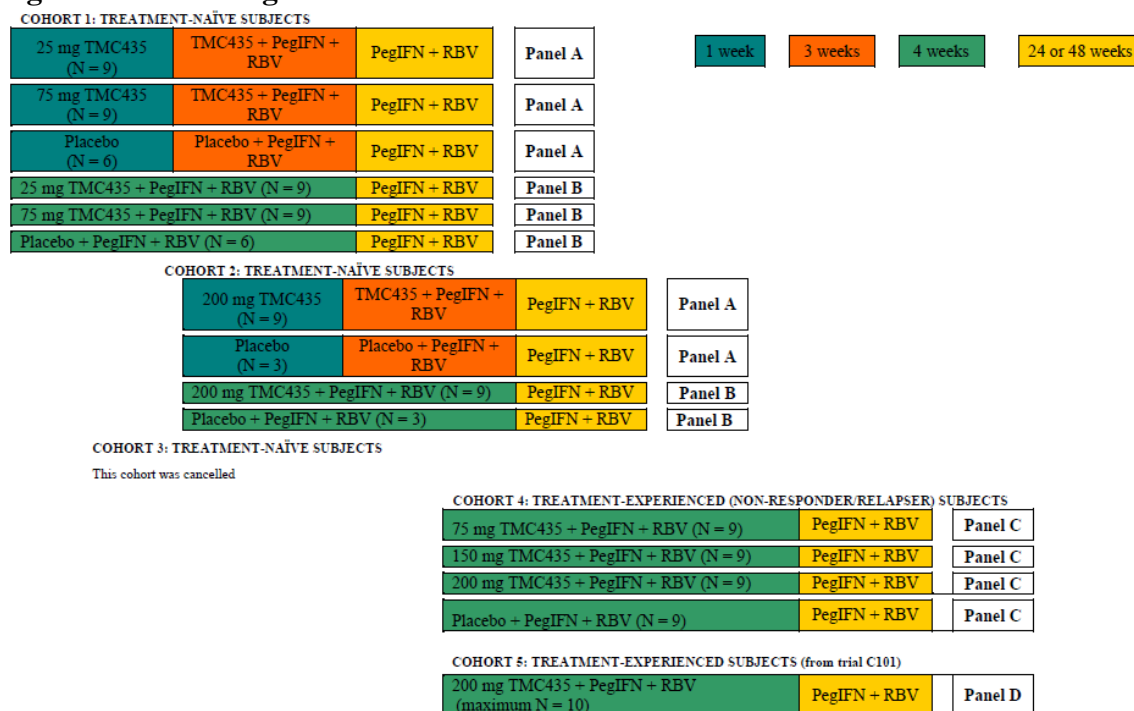 COHORT 1: TREATMENT-NAÏVE SUBJECTS
25 mg TMC435
(N = 9)
TMC435 + PegIFN +
RBV
PegIFN + RBV
Panel A
1 week
3 weeks
4 weeks
24 or 48 weeks
75 mg TMC435
(N = 9)
TMC435 + PegIFN +
RBV
PegIFN + RBV
Panel A
Placebo
(N = 6)
Placebo + PegIFN +
RBV
PegIFN + RBV
Panel A
25 mg TMC435 + PegIFN + RBV (N = 9)
PegIFN + RBV
Panel B
75 mg TMC435 + PegIFN + RBV (N = 9)
PegIFN + RBV
Panel B
Placebo + PegIFN + RBV (N = 6)
PegIFN + RBV
Panel B
COHORT 2: TREATMENT-NAÏVE SUBJECTS
200 mg TMC435
(N = 9)
TMC435 + PegIFN +
RBV
PegIFN + RBV
Panel A
Placebo
(N = 3)
Placebo + PegIFN +
RBV
PegIFN + RBV
Panel A
200 mg TMC435 + PegIFN + RBV (N = 9)
PegIFN + RBV
Panel B
Placebo + PegIFN + RBV (N = 3)
PegIFN + RBV
Panel B
COHORT 3: TREATMENT-NAÏVE SUBJECTS
This cohort was cancelled
COHORT 4: TREATMENT-EXPERIENCED (NON-RESPONDER/RELAPSER) SUBJECTS
75 mg TMC435 + PegIFN + RBV (N = 9)
PegIFN + RBV
Panel C
150 mg TMC435 + PegIFN + RBV (N = 9)
PegIFN + RBV
Panel C
200 mg TMC435 + PegIFN + RBV (N = 9)
PegIFN + RBV
Panel C
Placebo + PegIFN + RBV (N = 9)
PegIFN + RBV
Panel C
COHORT 5: TREATMENT-EXPERIENCED SUBJECTS (from trial C101)
200 mg TMC435 + PegIFN + RBV
(maximum N = 10)
PegIFN + RBV
Panel D